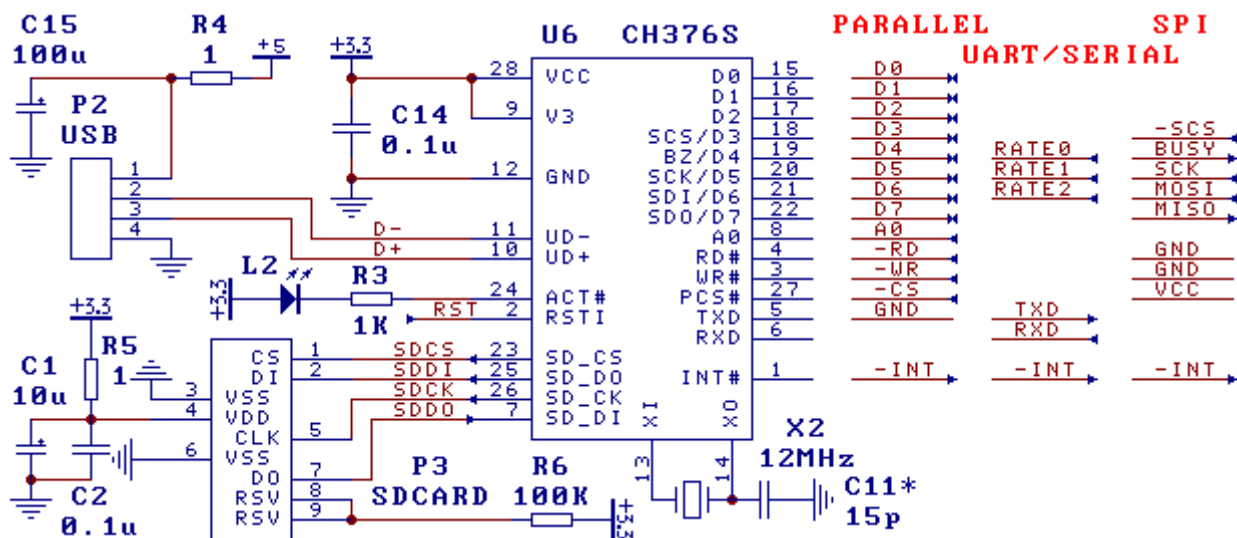 C15
100u
R4
1
+5
+3.3
U6 CH376S
PARALLEL
UART/SERIAL
SPI
P2
USB
1
2
3
4
C14
0.1u
28 VCC
9 V3
12 GND
D- 11 UD-
D+ 10 UD+
L2
R3
1K
+3.3
24 ACT#
RST 2 RSTI
SDCS 23 SD_CS
SDDI 25 SD_DO
SDCK 26 SD_CK
SDDO 7 SD_DI
D0 15 D0
D1 16 D1
D2 17 D2
SCS/D3 18 D3 -SCS
BZ/D4 19 D4 RATE0 BUSY
SCK/D5 20 D5 RATE1 SCK
SDI/D6 21 D6 RATE2 MOSI
SDO/D7 22 D7 MISO
A0 8 A0
RD# 4 -RD GND
WR# 3 -WR GND
PCS# 27 -CS VCC
TXD 5 GND TXD
RXD 6 RXD
INT# 1 -INT -INT -INT
XI
XO
13
14
X2
12MHz
C11*
15p
+3.3
R5
1
C1
10u
C2
0.1u
CS 1
DI 2
3 VSS
4 VDD
CLK 5
6 VSS
DO 7
RSV 8
RSV 9
P3
SDCARD
R6
100K
+3.3